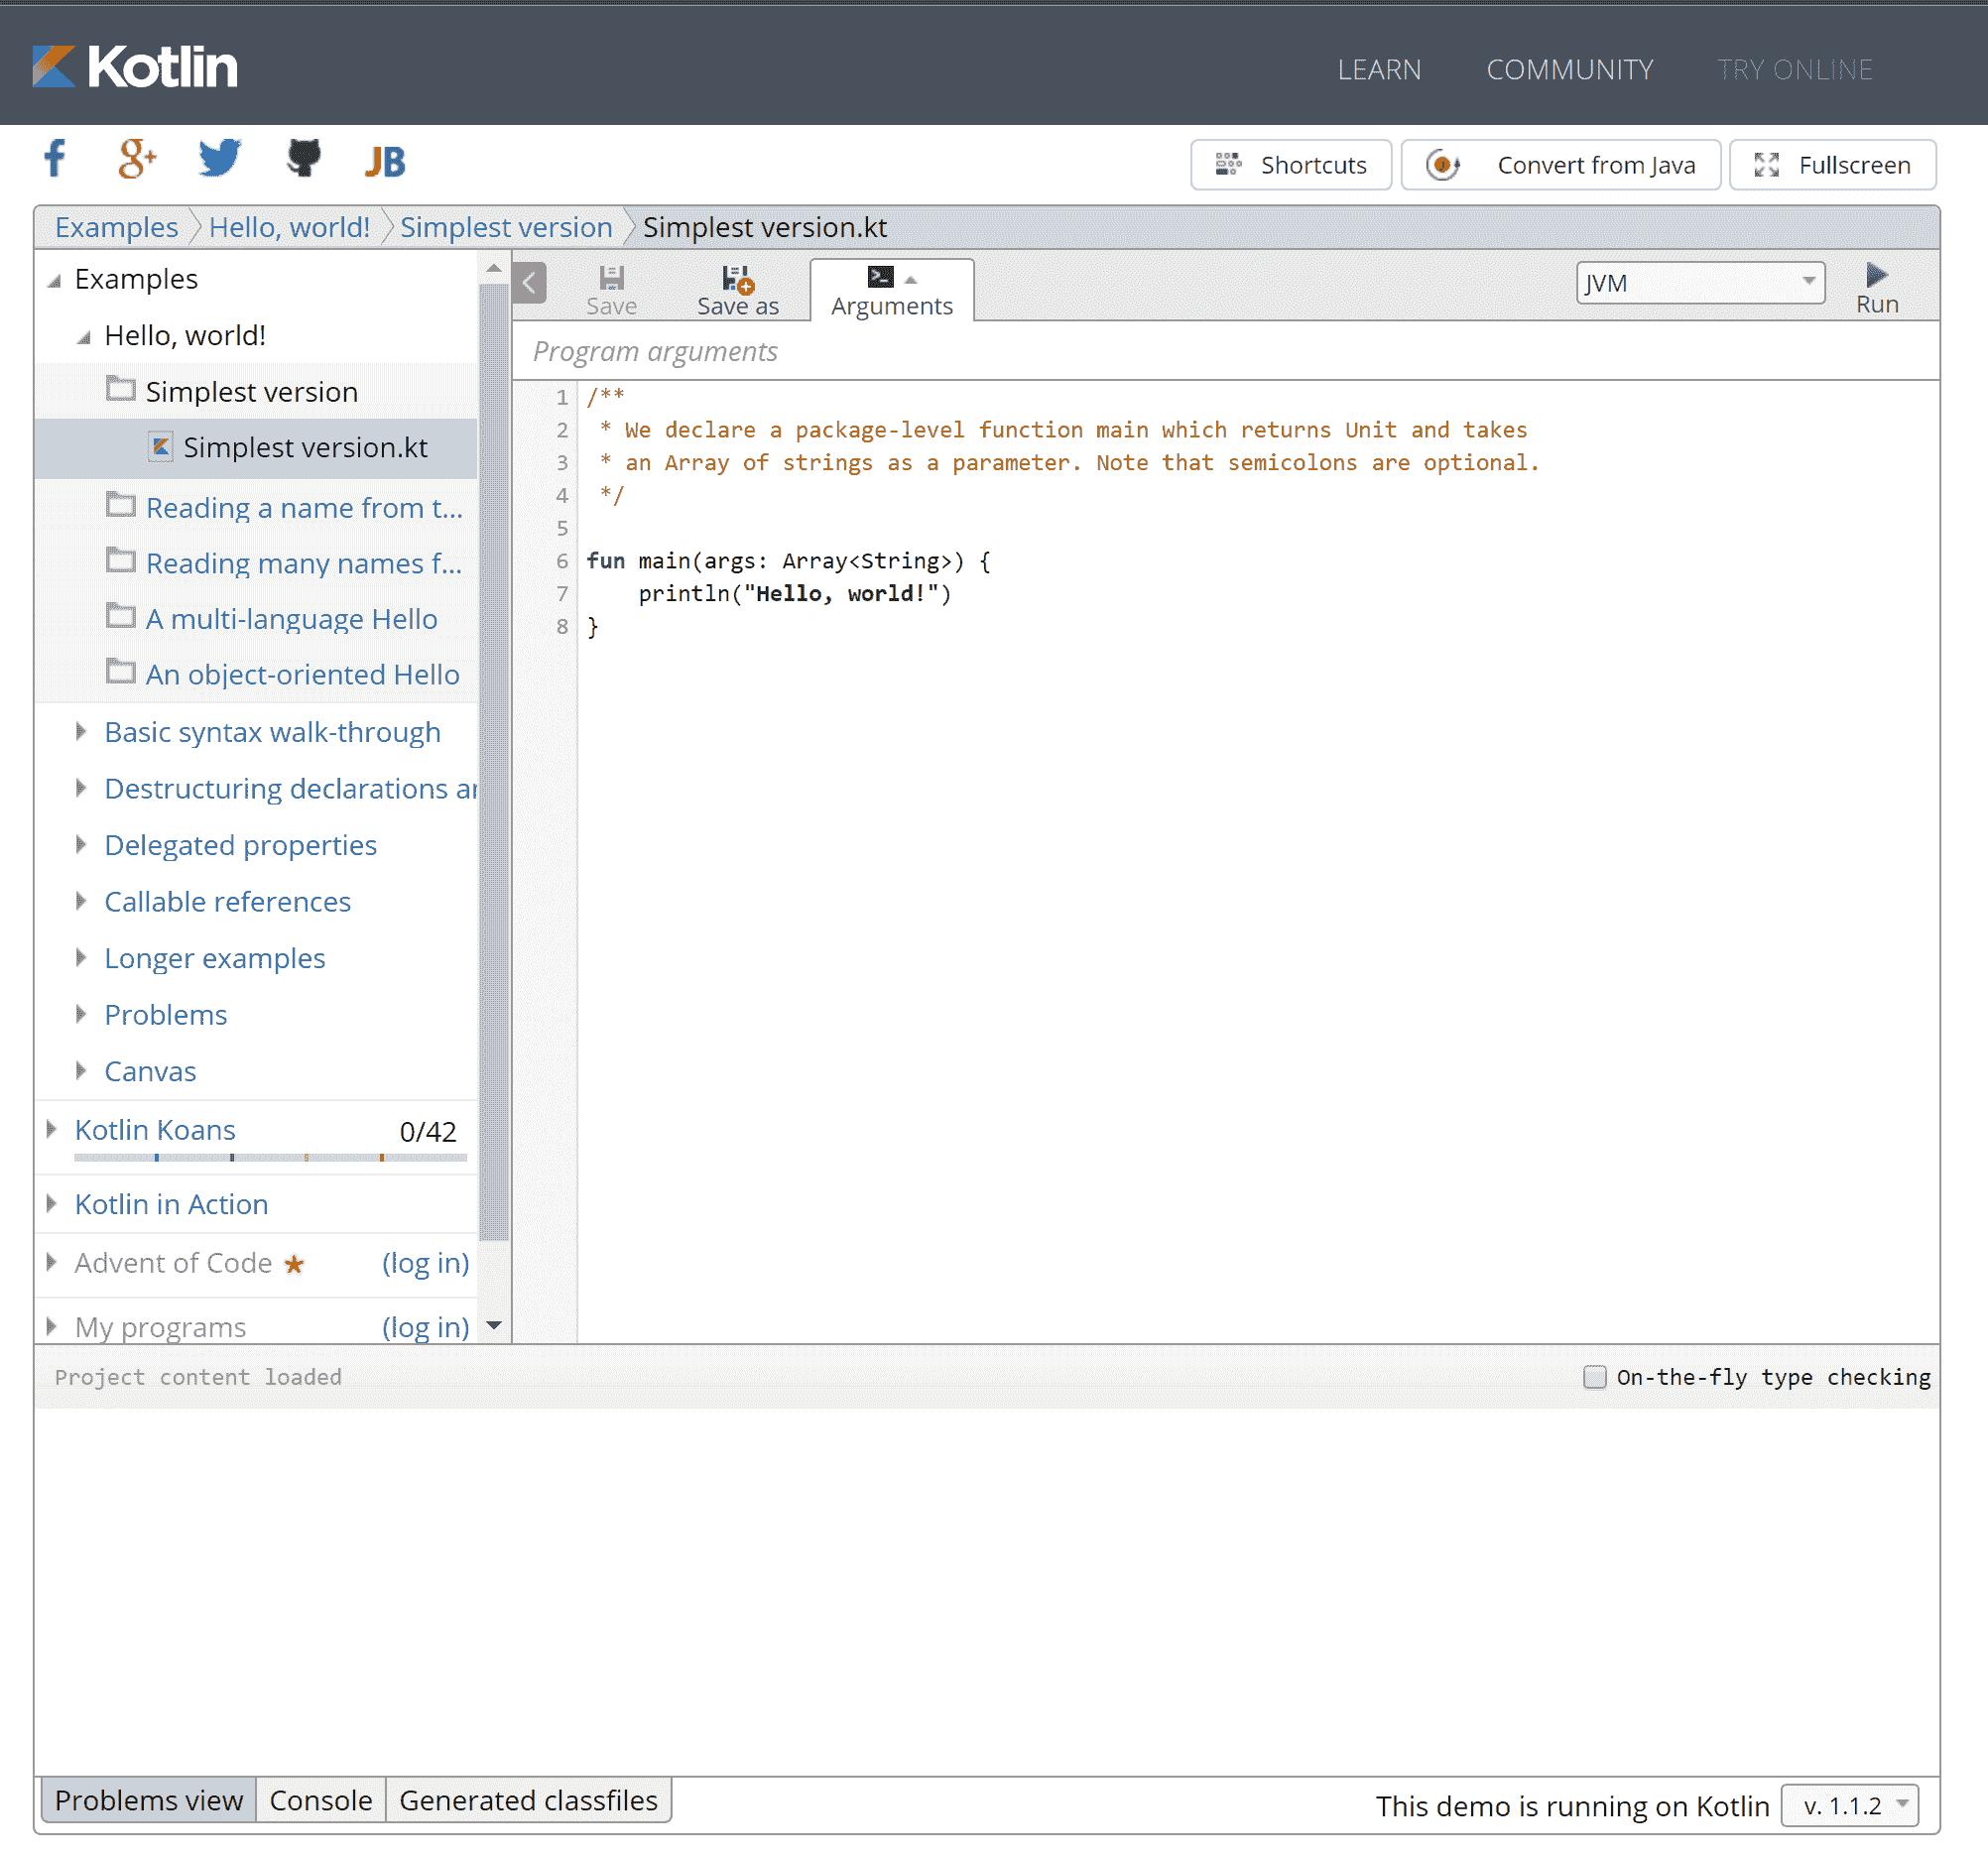 Kotlin
LEARN COMMUNITY TRY ONLINE
f g+ JB
Shortcuts Convert from Java Fullscreen
Examples Hello, world! Simplest version Simplest version.kt
Examples
Hello, world!
Simplest version
Simplest version.kt
Reading a name from t...
Reading many names f...
A multi-language Hello
An object-oriented Hello
Basic syntax walk-through
Destructuring declarations ar
Delegated properties
Callable references
Longer examples
Problems
Canvas
Kotlin Koans 0/42
Kotlin in Action
Advent of Code (log in)
My programs (log in)
Save Save as Arguments JVM Run
Program arguments
1 /**
2 * We declare a package-level function main which returns Unit and takes
3 * an Array of strings as a parameter. Note that semicolons are optional.
4 */
5
6 fun main(args: Array<String>) {
7 println("Hello, world!")
8 }
Project content loaded On-the-fly type checking
Problems view Console Generated classfiles This demo is running on Kotlin v. 1.1.2